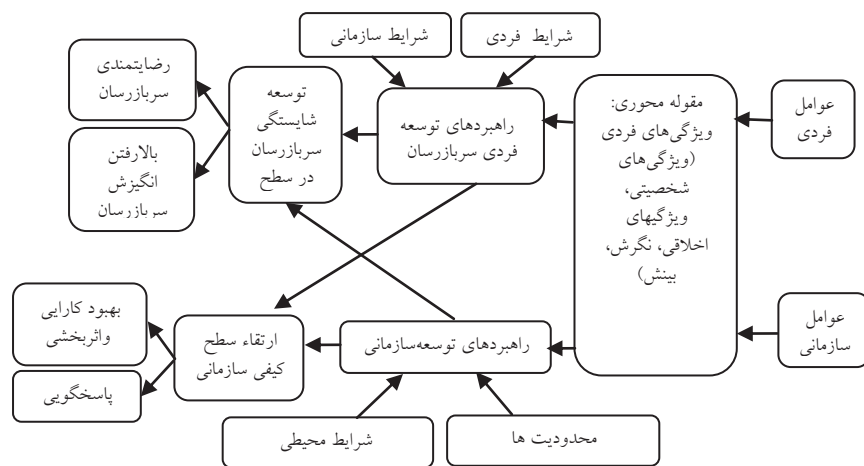 شرایط فردی
شرایط سازمانی
عوامل
فردی
عوامل
سازمانی
مقوله محوری:
ویژگی‌های فردی
(ویژگی‌های
شخصیتی،
ویژگیهای
اخلاقی، نگرش،
بینش)
راهبردهای توسعه
فردی سربازرسان
توسعه
شایستگی
سربازرسان
در سطح
رضایتمندی
سربازرسان
بالارفتن
انگیزش
سربازرسان
راهبردهای توسعه‌سازمانی
ارتقاء سطح
کیفی سازمانی
بهبود کارایی
واثربخشی
پاسخگویی
محدودیت ها
شرایط محیطی